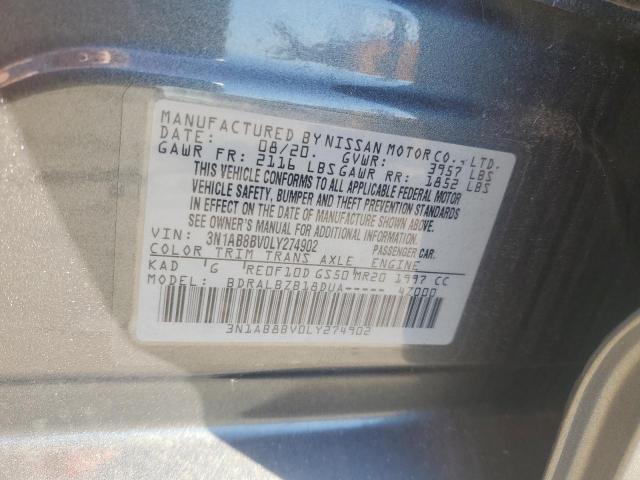 MANUFACTURED BY NISSAN MOTOR CO., LTD.
DATE: 08/20. GVWR: 3957 LBS
GAWR FR: 2116 LBS GAWR RR: 1852 LBS
THIS VEHICLE CONFORMS TO ALL APPLICABLE FEDERAL MOTOR
VEHICLE SAFETY, BUMPER AND THEFT PREVENTION STANDARDS
IN EFFECT ON THE DATE OF MANUFACTURE SHOWN ABOVE.
SEE OWNER'S MANUAL FOR ADDITIONAL INFORMATION.
VIN: 3N1AB8BV0LY274902 PASSENGER CAR.
COLOR TRIM TRANS AXLE ENGINE
KAD G RE0F10D GS50 MR20 1997 CC
MODEL: BDRALBZB18DUA----- 4Z000
3N1AB8BV0LY274902